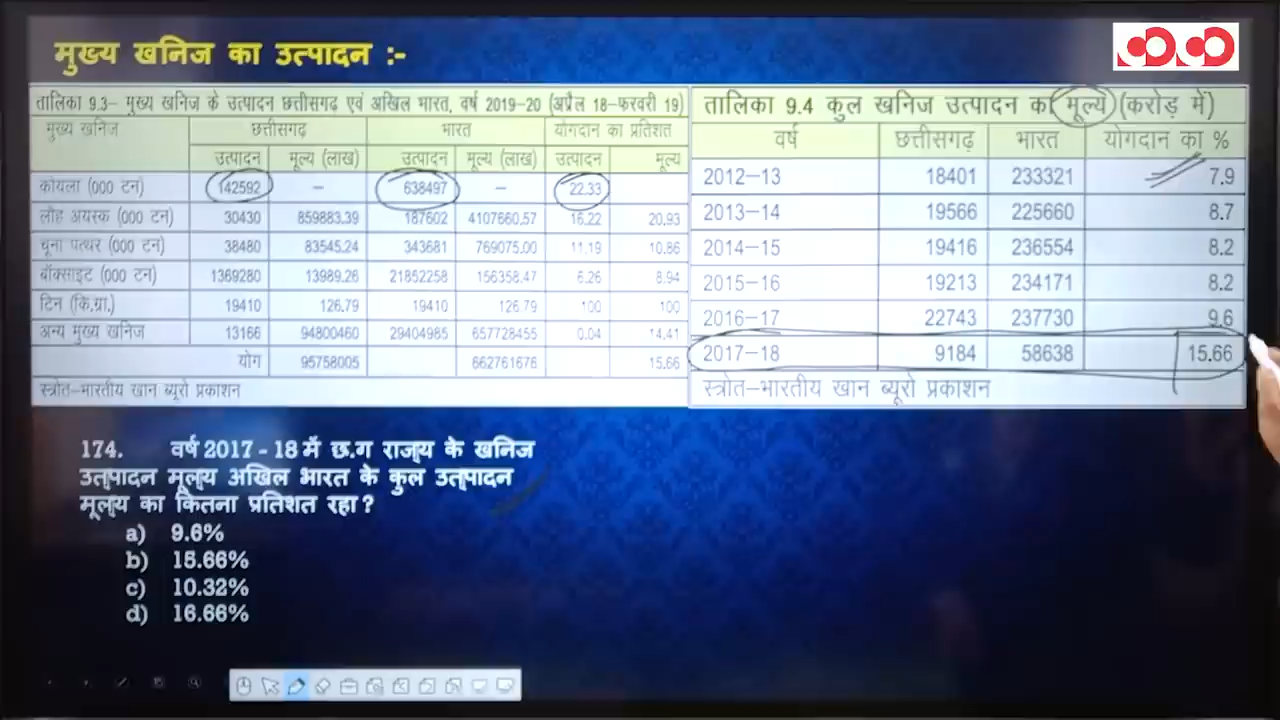 मुख्य खनिज का उत्पादन :-
तालिका 9.3– मुख्य खनिज के उत्पादन छत्तीसगढ़ एवं अखिल भारत, वर्ष 2019–20 (अप्रैल 18–फरवरी 19)
मुख्य खनिज छत्तीसगढ़ भारत योगदान का प्रतिशत
उत्पादन मूल्य (लाख) उत्पादन मूल्य (लाख) उत्पादन मूल्य
कोयला (000 टन) 142592 – 638497 – 22.33
लौह अयस्क (000 टन) 30430 859883.39 187602 4107660.57 16.22 20.93
चूना पत्थर (000 टन) 38480 83545.24 343681 769075.00 11.19 10.86
बॉक्साइट (000 टन) 1369280 13989.26 21852258 156358.47 6.26 8.94
टिन (कि.ग्रा.) 19410 126.79 19410 126.79 100 100
अन्य मुख्य खनिज 13166 94800460 29404985 657728455 0.04 14.41
योग 95758005 662761676 15.66
स्त्रोत–भारतीय खान ब्यूरो प्रकाशन
तालिका 9.4 कुल खनिज उत्पादन का मूल्य (करोड़ में)
वर्ष छत्तीसगढ़ भारत योगदान का %
2012–13 18401 233321 7.9
2013–14 19566 225660 8.7
2014–15 19416 236554 8.2
2015–16 19213 234171 8.2
2016–17 22743 237730 9.6
2017–18 9184 58638 15.66
स्त्रोत–भारतीय खान ब्यूरो प्रकाशन
174. वर्ष 2017 - 18 में छ.ग राज्य के खनिज
उत्पादन मूल्य अखिल भारत के कुल उत्पादन
मूल्य का कितना प्रतिशत रहा ?
a) 9.6%
b) 15.66%
c) 10.32%
d) 16.66%